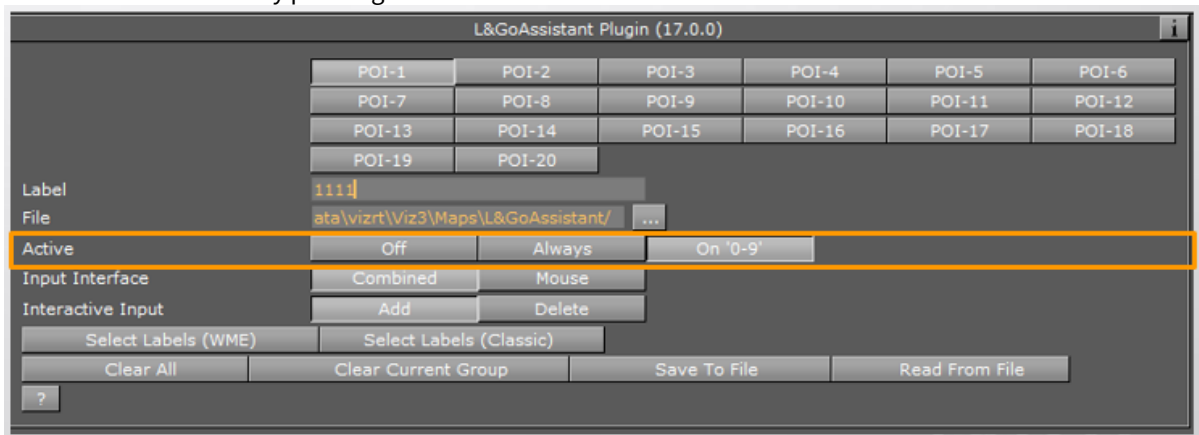 L&GoAssistant Plugin (17.0.0) i
POI-1 POI-2 POI-3 POI-4 POI-5 POI-6
POI-7 POI-8 POI-9 POI-10 POI-11 POI-12
POI-13 POI-14 POI-15 POI-16 POI-17 POI-18
POI-19 POI-20
Label 1111
File ata\vizrt\Viz3\Maps\L&GoAssistant/ ...
Active Off Always On '0-9'
Input Interface Combined Mouse
Interactive Input Add Delete
Select Labels (WME) Select Labels (Classic)
Clear All Clear Current Group Save To File Read From File
?